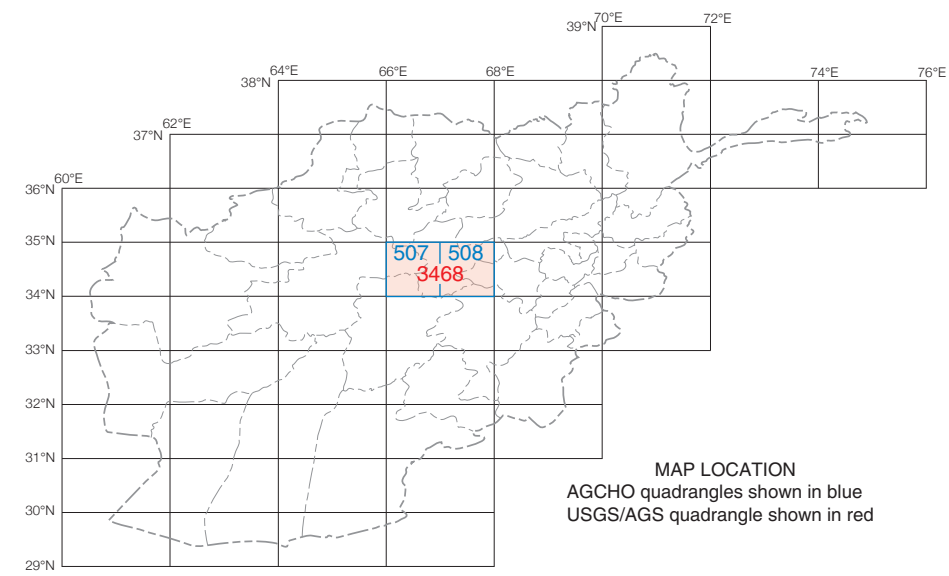 70°E 72°E
39°N
64°E 66°E 68°E 74°E 76°E
38°N
62°E
37°N
60°E
36°N
35°N
507 508
3468
34°N
33°N
32°N
31°N
MAP LOCATION
AGCHO quadrangles shown in blue
USGS/AGS quadrangle shown in red
30°N
29°N